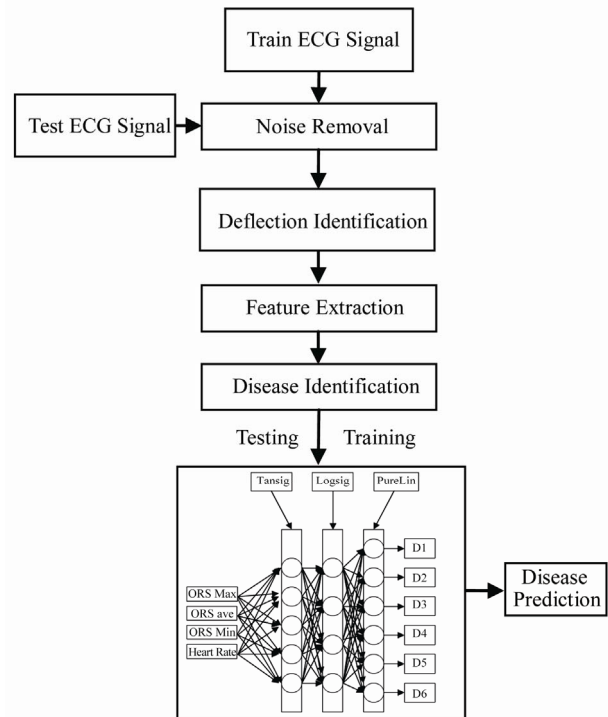 Train ECG Signal
Test ECG Signal
Noise Removal
Deflection Identification
Feature Extraction
Disease Identification
Testing Training
Tansig Logsig PureLin
ORS Max
ORS ave
ORS Min
Heart Rate
D1
D2
D3
D4
D5
D6
Disease
Prediction